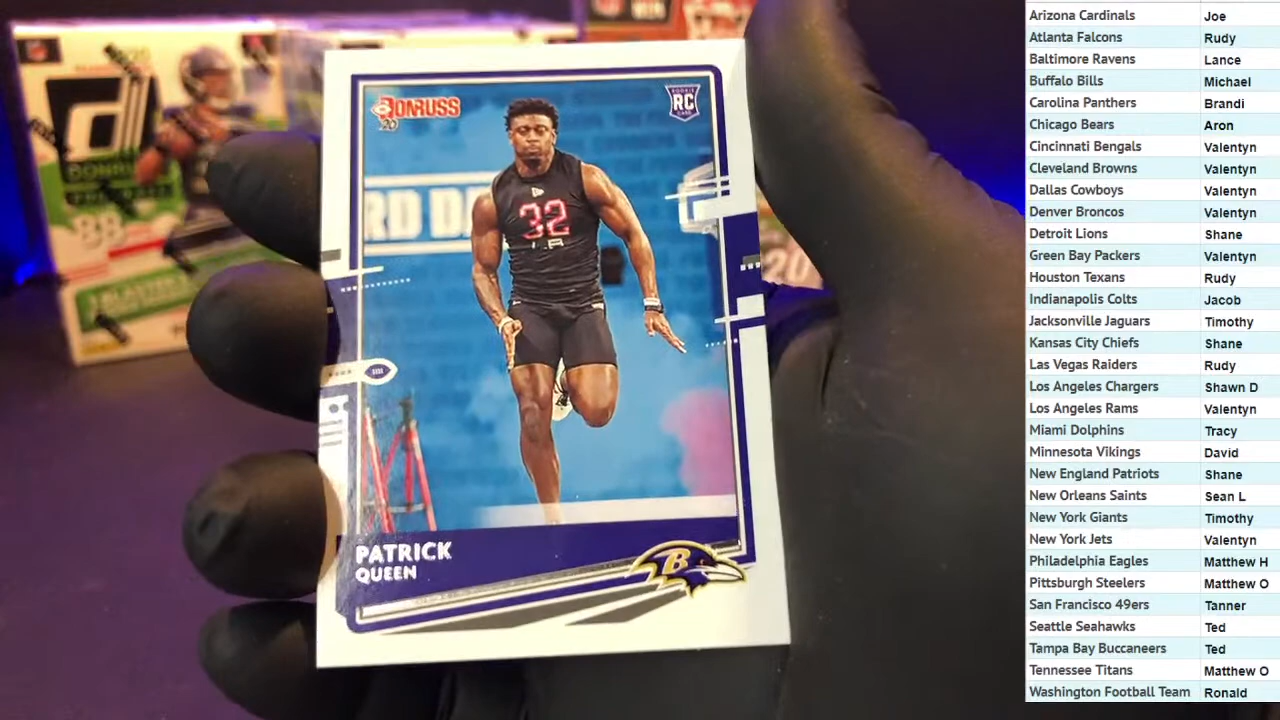 DONRUSS
20
ROOKIE
RC
CARD
32
LB
PATRICK
QUEEN
B
88
20
Arizona Cardinals Joe
Atlanta Falcons Rudy
Baltimore Ravens Lance
Buffalo Bills Michael
Carolina Panthers Brandi
Chicago Bears Aron
Cincinnati Bengals Valentyn
Cleveland Browns Valentyn
Dallas Cowboys Valentyn
Denver Broncos Valentyn
Detroit Lions Shane
Green Bay Packers Valentyn
Houston Texans Rudy
Indianapolis Colts Jacob
Jacksonville Jaguars Timothy
Kansas City Chiefs Shane
Las Vegas Raiders Rudy
Los Angeles Chargers Shawn D
Los Angeles Rams Valentyn
Miami Dolphins Tracy
Minnesota Vikings David
New England Patriots Shane
New Orleans Saints Sean L
New York Giants Timothy
New York Jets Valentyn
Philadelphia Eagles Matthew H
Pittsburgh Steelers Matthew O
San Francisco 49ers Tanner
Seattle Seahawks Ted
Tampa Bay Buccaneers Ted
Tennessee Titans Matthew O
Washington Football Team Ronald